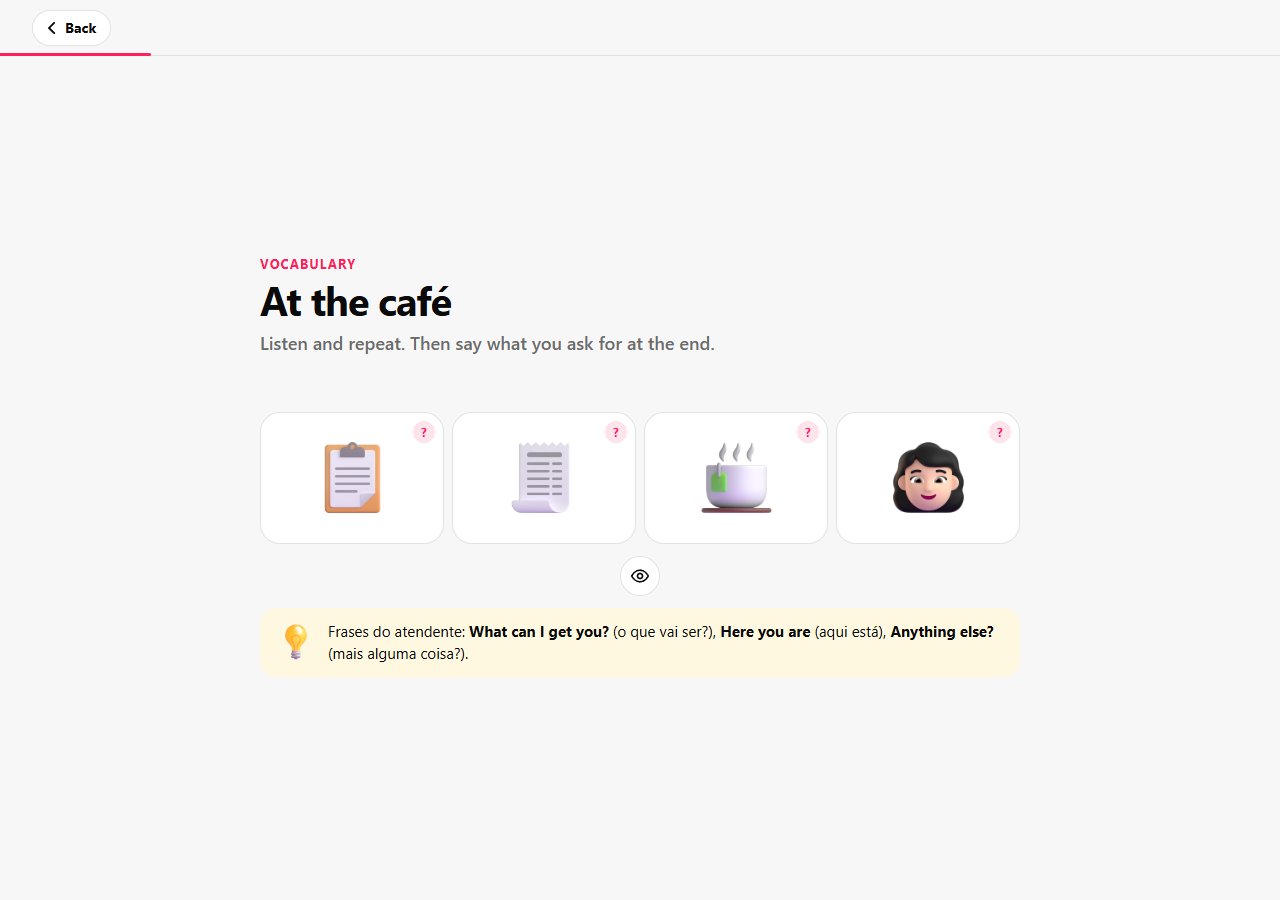 Back
VOCABULARY
At the café
Listen and repeat. Then say what you ask for at the end.
? ? ? ?
Frases do atendente: What can I get you? (o que vai ser?), Here you are (aqui está), Anything else?
(mais alguma coisa?).